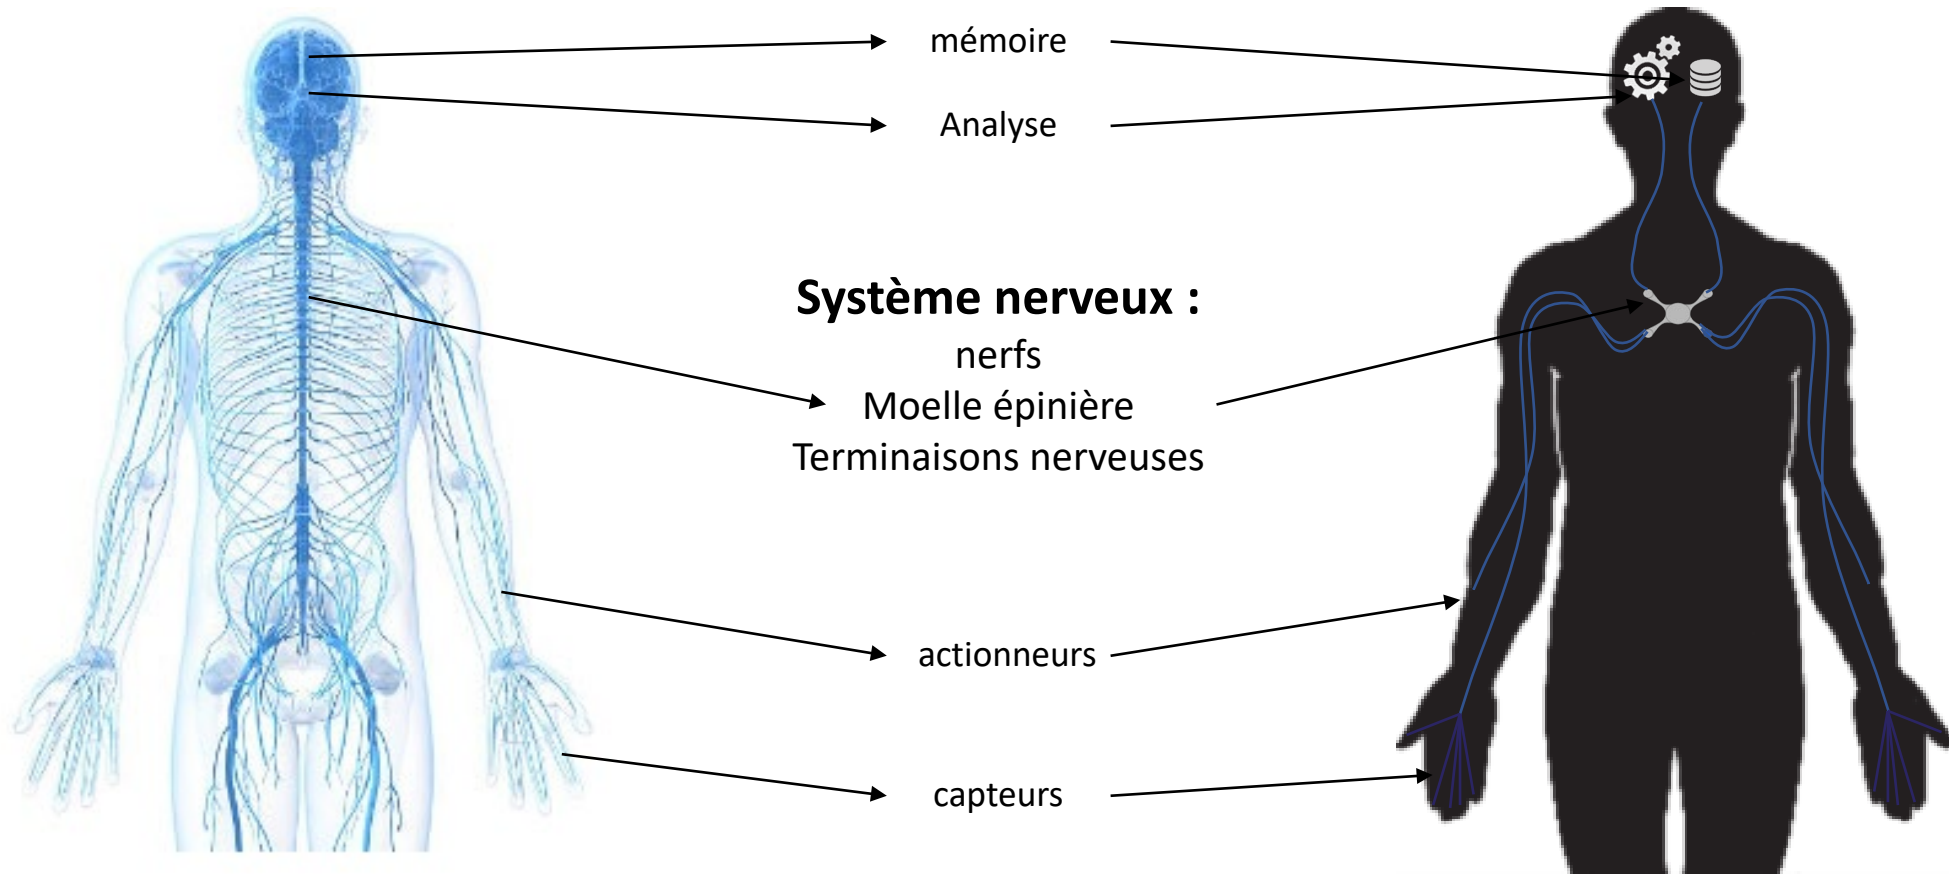 mémoire
Analyse
Système nerveux :
nerfs
Moelle épinière
Terminaisons nerveuses
actionneurs
capteurs